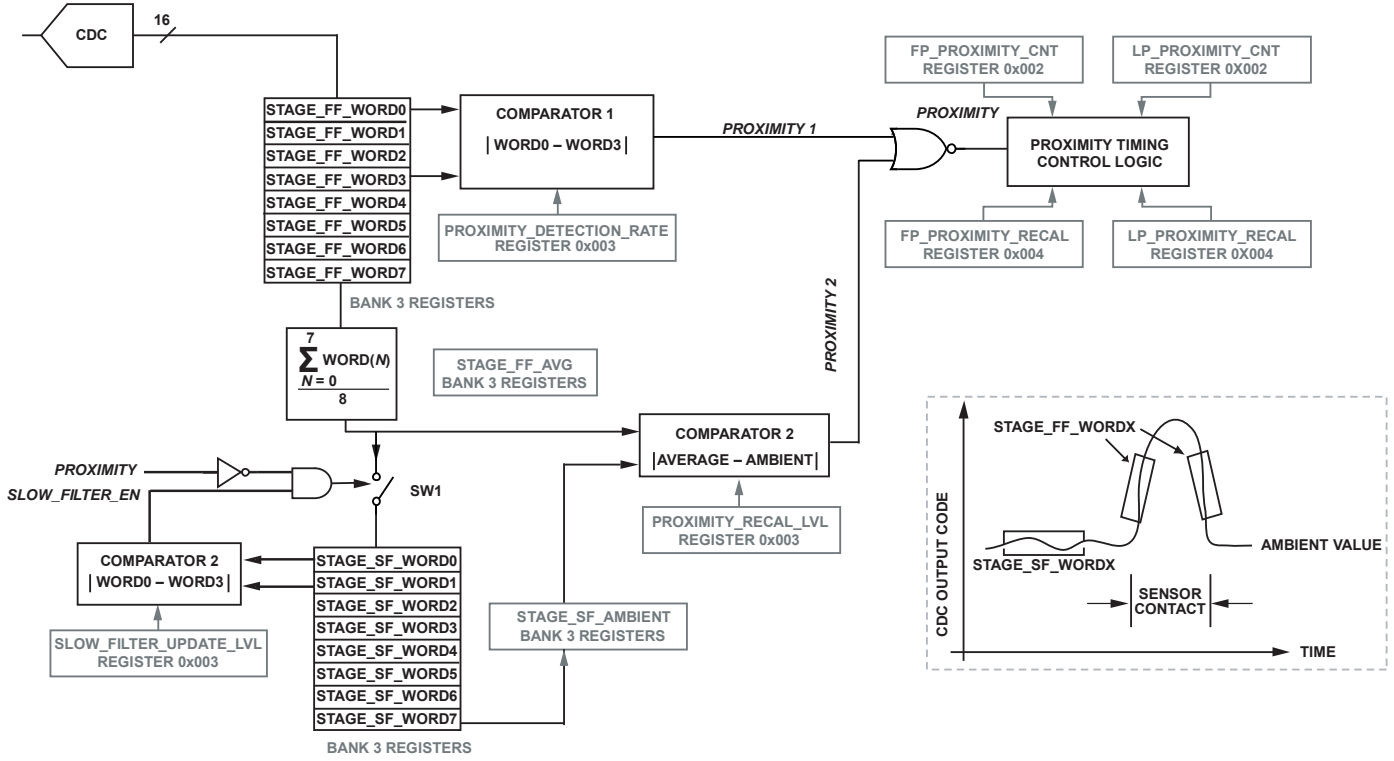 CDC
16
STAGE_FF_WORD0
STAGE_FF_WORD1
STAGE_FF_WORD2
STAGE_FF_WORD3
STAGE_FF_WORD4
STAGE_FF_WORD5
STAGE_FF_WORD6
STAGE_FF_WORD7
BANK 3 REGISTERS
COMPARATOR 1
|WORD0 – WORD3|
PROXIMITY_DETECTION_RATE
REGISTER 0x003
PROXIMITY 1
PROXIMITY
FP_PROXIMITY_CNT
REGISTER 0x002
LP_PROXIMITY_CNT
REGISTER 0X002
PROXIMITY TIMING
CONTROL LOGIC
FP_PROXIMITY_RECAL
REGISTER 0x004
LP_PROXIMITY_RECAL
REGISTER 0X004
PROXIMITY 2
7
Σ WORD(N)
N = 0
8
STAGE_FF_AVG
BANK 3 REGISTERS
COMPARATOR 2
|AVERAGE – AMBIENT|
PROXIMITY_RECAL_LVL
REGISTER 0x003
PROXIMITY
SLOW_FILTER_EN
SW1
COMPARATOR 2
|WORD0 – WORD3|
SLOW_FILTER_UPDATE_LVL
REGISTER 0x003
STAGE_SF_WORD0
STAGE_SF_WORD1
STAGE_SF_WORD2
STAGE_SF_WORD3
STAGE_SF_WORD4
STAGE_SF_WORD5
STAGE_SF_WORD6
STAGE_SF_WORD7
BANK 3 REGISTERS
STAGE_SF_AMBIENT
BANK 3 REGISTERS
CDC OUTPUT CODE
STAGE_FF_WORDX
STAGE_SF_WORDX
AMBIENT VALUE
SENSOR
CONTACT
TIME